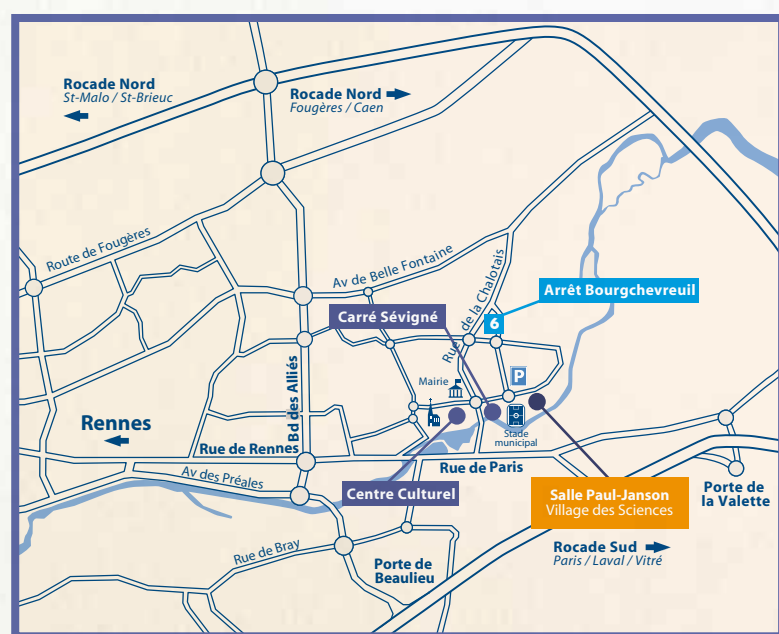 Rocade Nord
St-Malo / St-Brieuc
Rocade Nord
Fougères / Caen
Route de Fougères
Av de Belle Fontaine
Rue de la Chalotais
Arrêt Bourgchevreuil
Carré Sévigné
6
P
Mairie
Bd des Alliés
Rennes
Rue de Rennes
Stade
municipal
Rue de Paris
Av des Préales
Centre Culturel
Salle Paul-Janson
Village des Sciences
Porte de
la Valette
Rue de Bray
Porte de
Beaulieu
Rocade Sud
Paris / Laval / Vitré